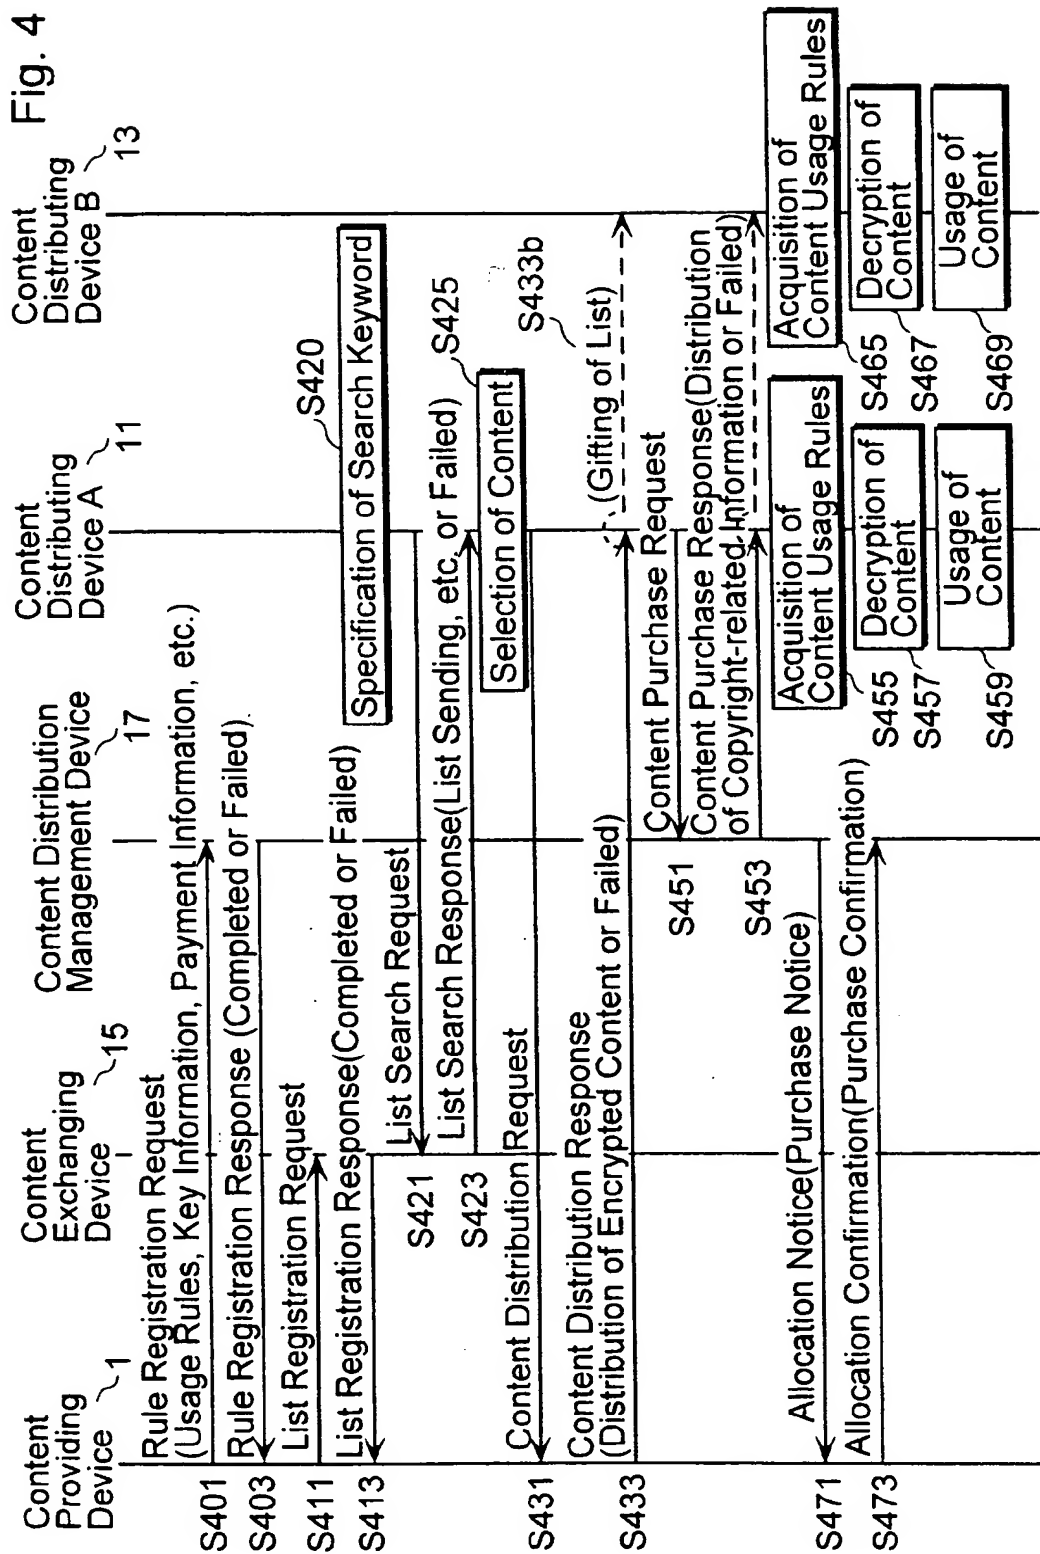 Fig. 4
Content
Providing
Device
1
Content
Exchanging
Device
15
Content Distribution
Management Device
17
Content
Distributing
Device A
11
Content
Distributing
Device B
13
S401
Rule Registration Request
(Usage Rules, Key Information, Payment Information, etc.)
S403
Rule Registration Response (Completed or Failed)
S411
List Registration Request
S413
List Registration Response(Completed or Failed)
S420
Specification of Search Keyword
S421
List Search Request
S423
List Search Response(List Sending, etc. or Failed)
S425
Selection of Content
S431
Content Distribution Request
S433
Content Distribution Response
(Distribution of Encrypted Content or Failed)
(Gifting of List)
S433b
S451
Content Purchase Request
S453
Content Purchase Response(Distribution
of Copyright-related Information or Failed)
S455
Acquisition of
Content Usage Rules
S465
Acquisition of
Content Usage Rules
S457
Decryption of
Content
S467
Decryption of
Content
S459
Usage of
Content
S469
Usage of
Content
S471
Allocation Notice(Purchase Notice)
S473
Allocation Confirmation(Purchase Confirmation)